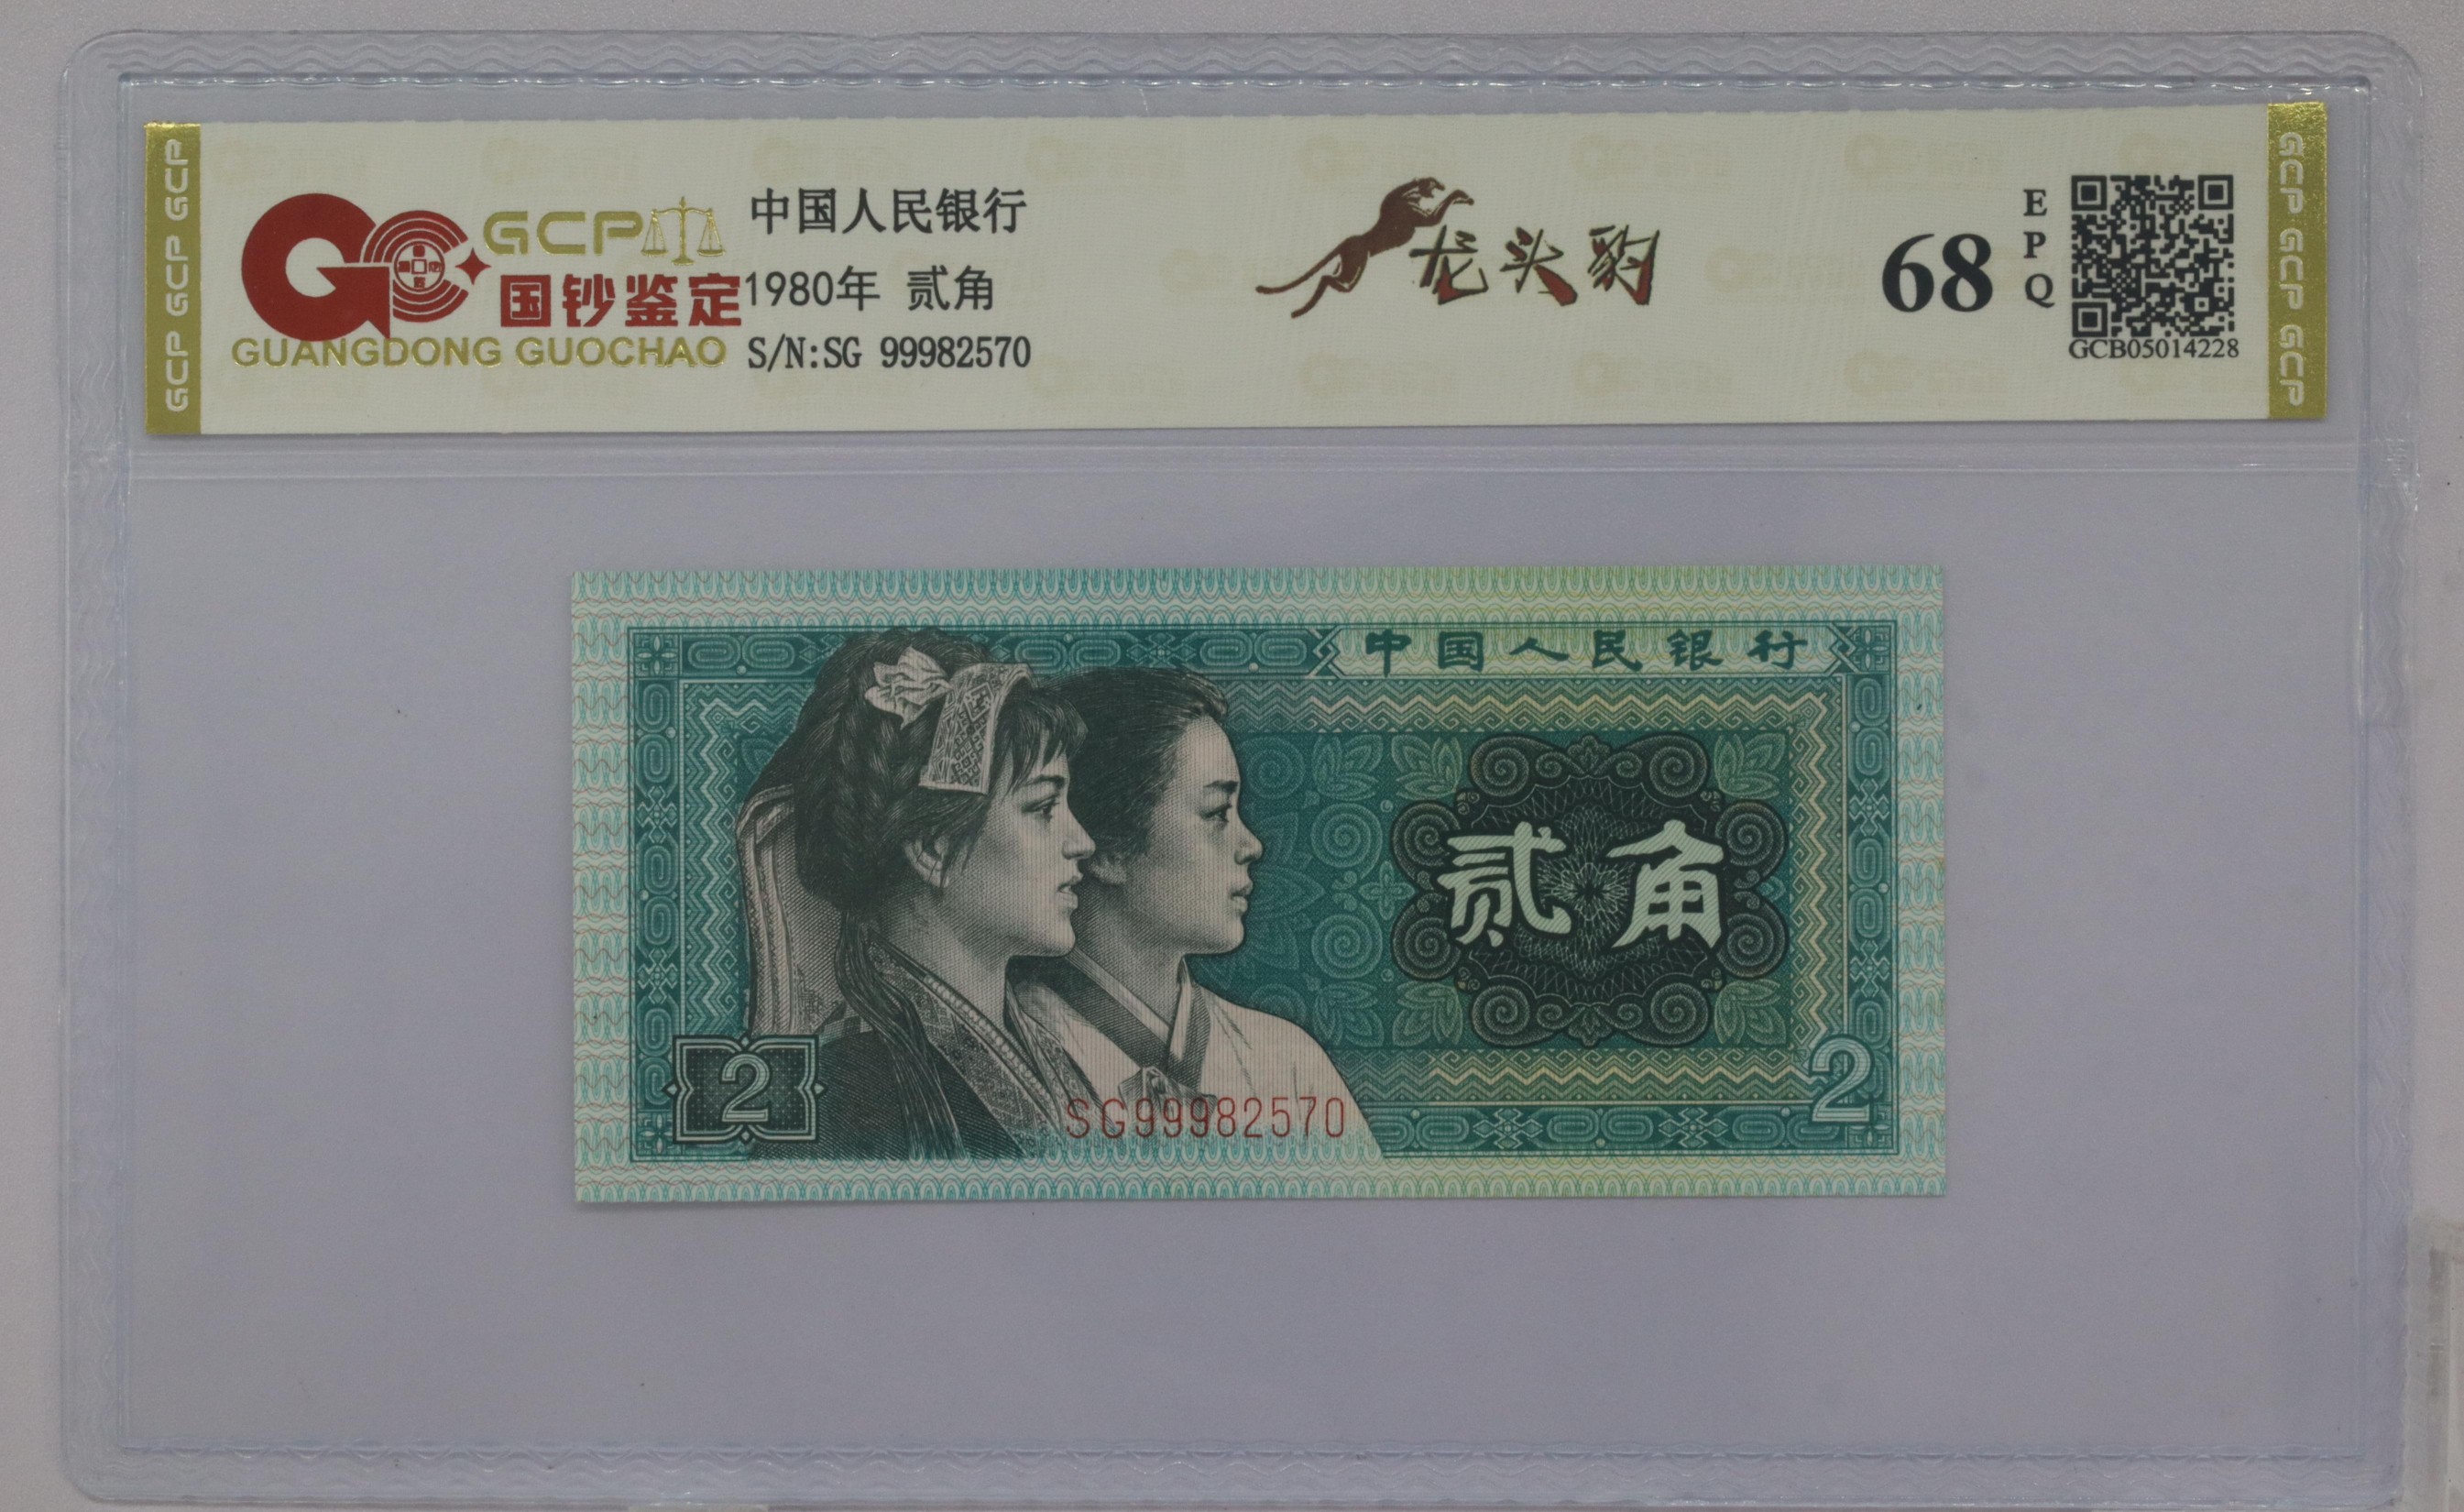 GCP GCP GCP
GCP
国钞鉴定
GUANGDONG GUOCHAO
中国人民银行
1980年 贰角
S/N:SG 99982570
龙头豹
68
EPQ
GCB05014228
GCP GCP GCP
中国人民银行
贰角
2
SG99982570
2